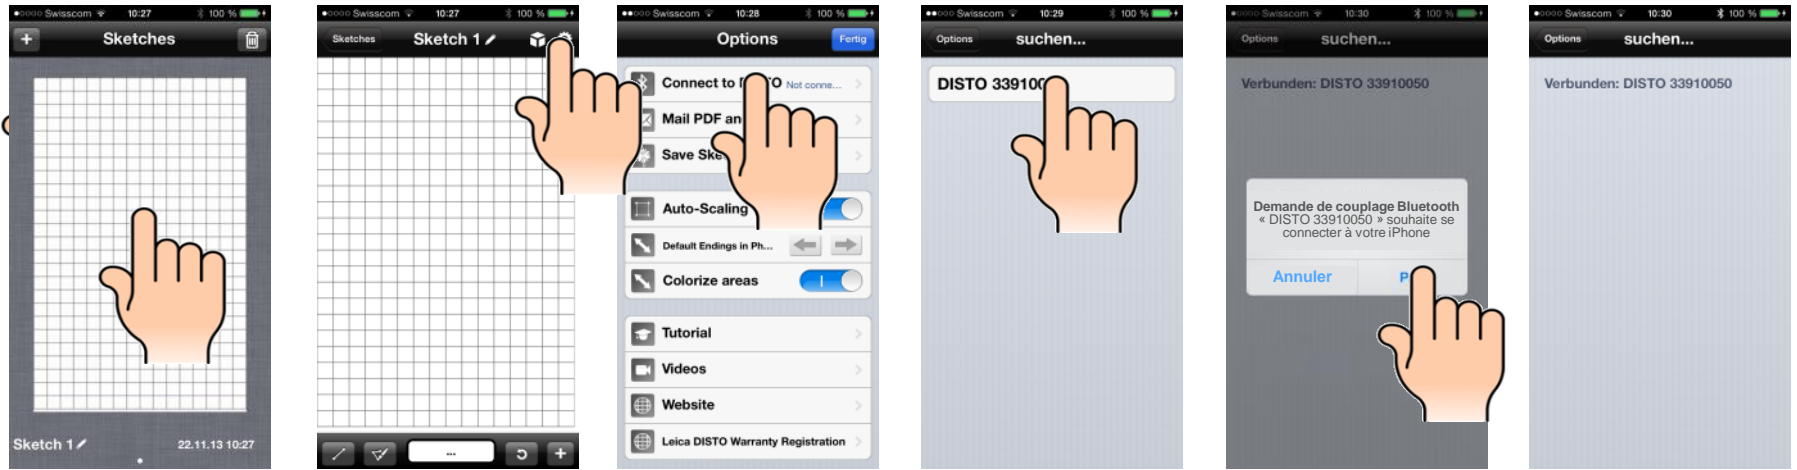 Swisscom 10:27 100 %
Sketches
Sketch 1
22.11.13 10:27
Swisscom 10:27 100 %
Sketches
Sketch 1
...
Swisscom 10:28 100 %
Options
Fertig
Connect to
Not conne...
Mail PDF
Save
Auto-Scaling
Default Endings in Ph...
Colorize areas
Tutorial
Videos
Website
Leica DISTO Warranty Registration
Swisscom 10:29 100 %
Options
suchen...
DISTO
Swisscom 10:30 100 %
Options
suchen...
Verbunden: DISTO 33910050
Demande de couplage Bluetooth
« DISTO 33910050 » souhaite se
connecter à votre iPhone
Annuler
Swisscom 10:30 100 %
Options
suchen...
Verbunden: DISTO 33910050